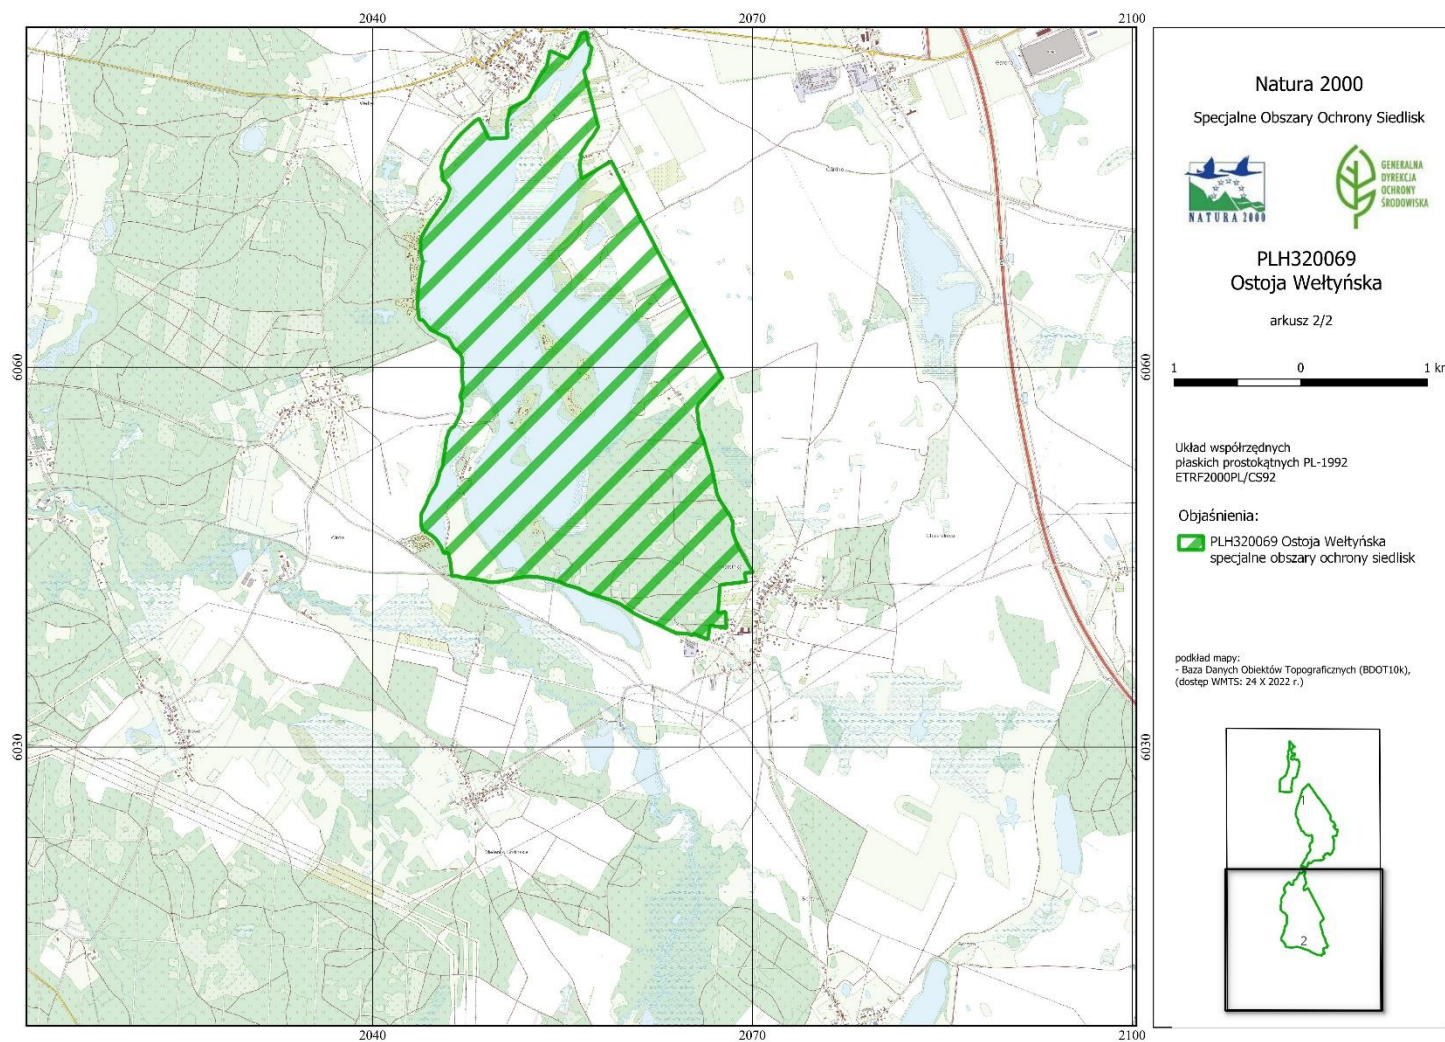 2040
2070
2100
6060
6060
6030
6030
2040
2070
2100
Natura 2000
Specjalne Obszary Ochrony Siedlisk
NATURA 2000
GENERALNA
DYREKCJA
OCHRONY
ŚRODOWISKA
PLH320069
Ostoja Wełtyńska
arkusz 2/2
1 0 1 km
Układ współrzędnych
płaskich prostokątnych PL-1992
ETRF2000PL/CS92
Objaśnienia:
PLH320069 Ostoja Wełtyńska
specjalne obszary ochrony siedlisk
podkład mapy:
- Baza Danych Obiektów Topograficznych (BDOT10k),
(dostęp WMTS: 24 X 2022 r.)
1
2